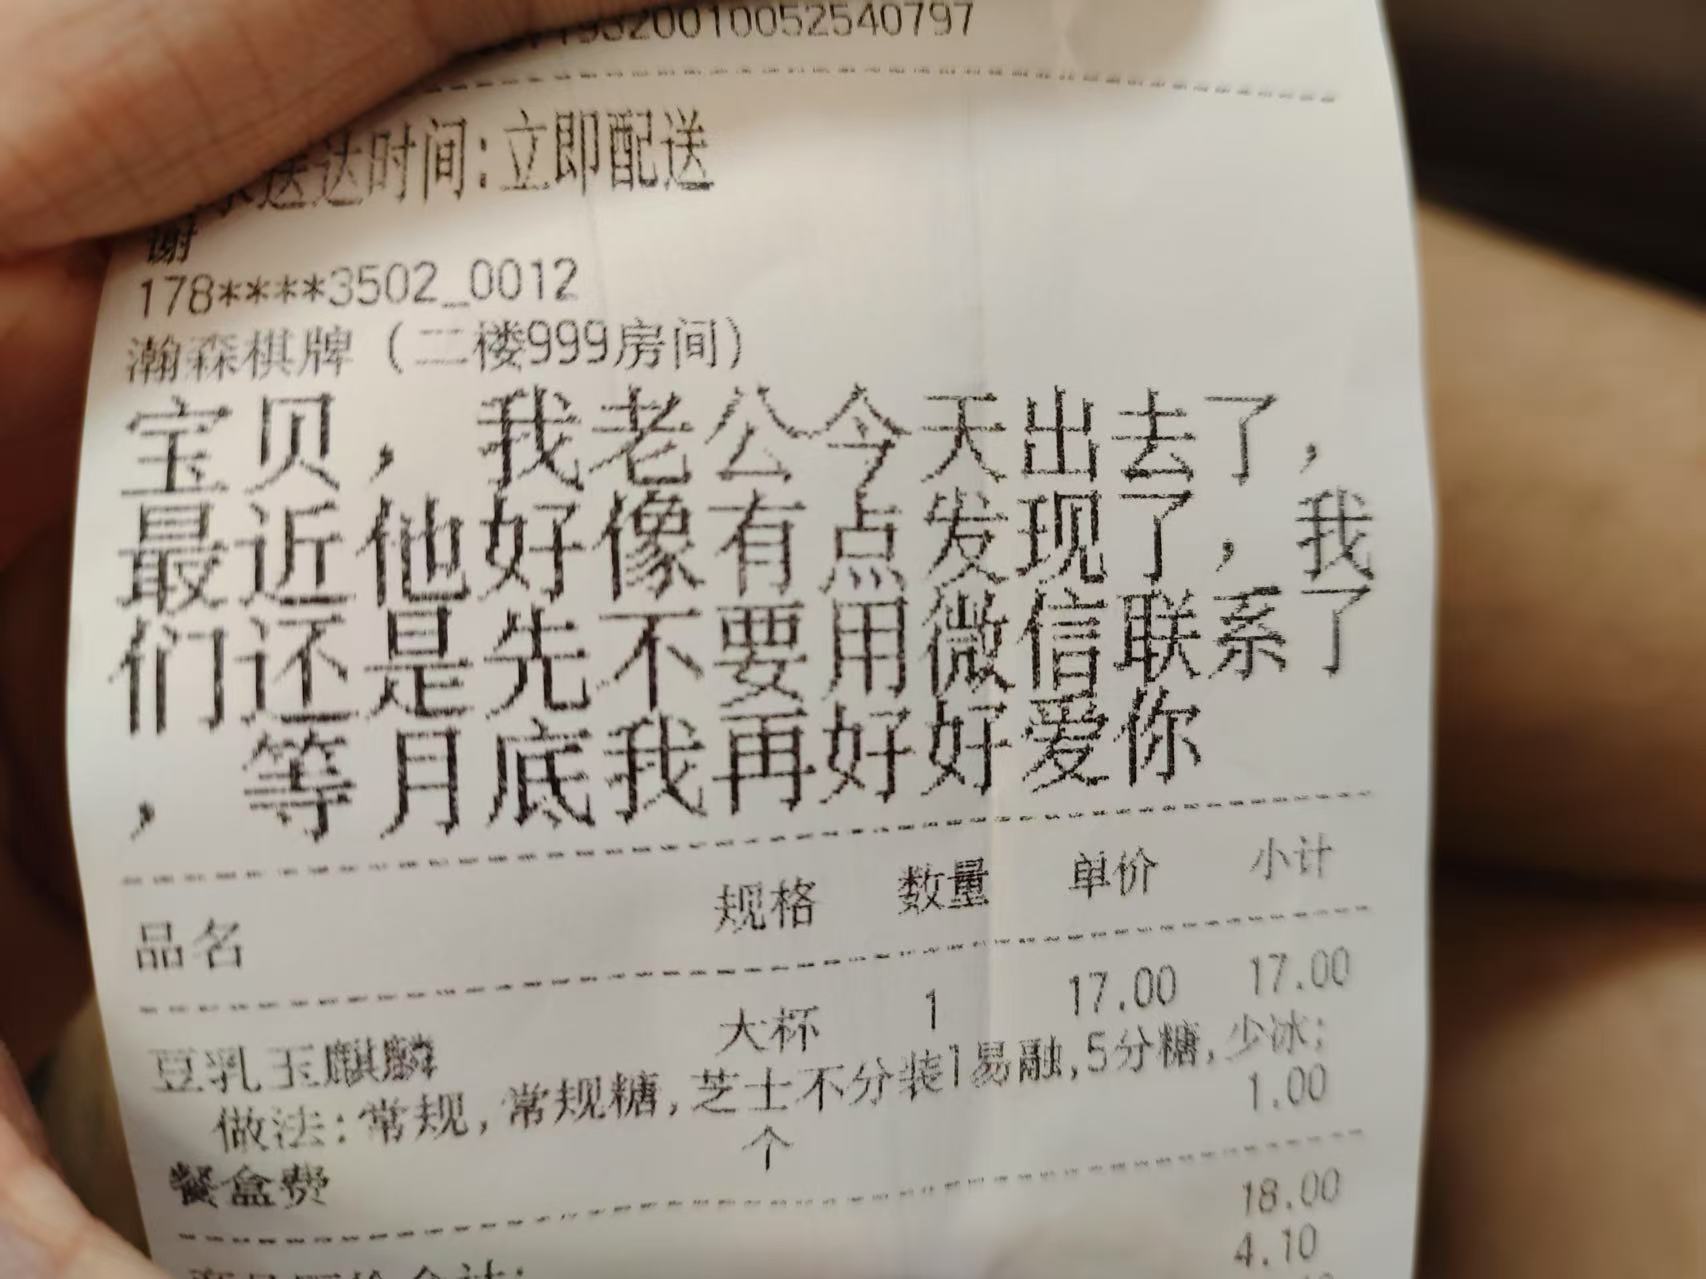 9320010052540797
送达时间:立即配送
谢
178****3502_0012
瀚森棋牌（二楼999房间）
宝贝，我老公今天出去了，
最近他好像有点发现了，我
们还是先不要用微信联系了
，等月底我再好好爱你
品名 规格 数量 单价 小计
豆乳玉麒麟 大杯 1 17.00 17.00
做法:常规,常规糖,芝士不分装1易融,5分糖,少冰;
餐盒费 个 1.00
18.00
4.10